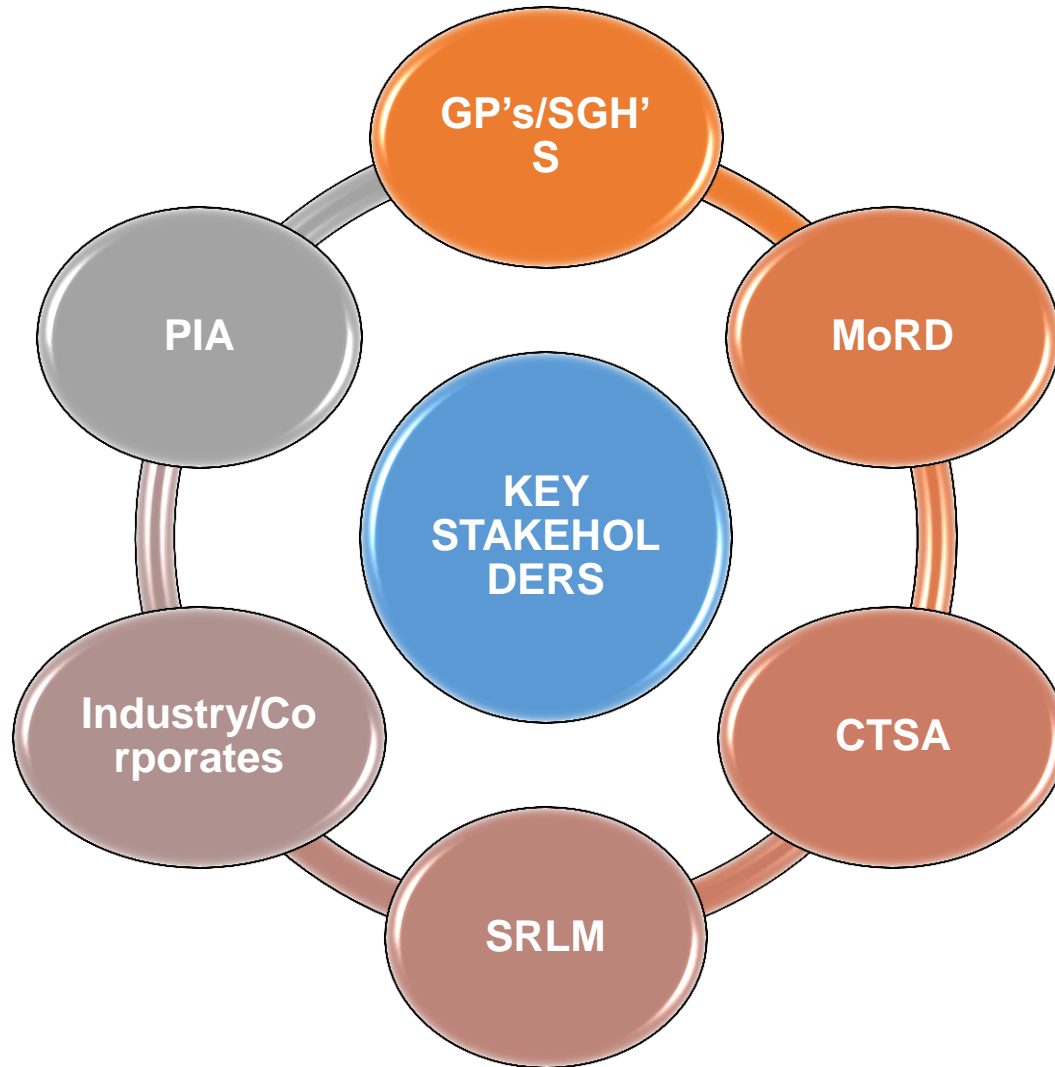 GP’s/SGH’
S
MoRD
PIA
KEY
STAKEHOL
DERS
Industry/Co
rporates
CTSA
SRLM